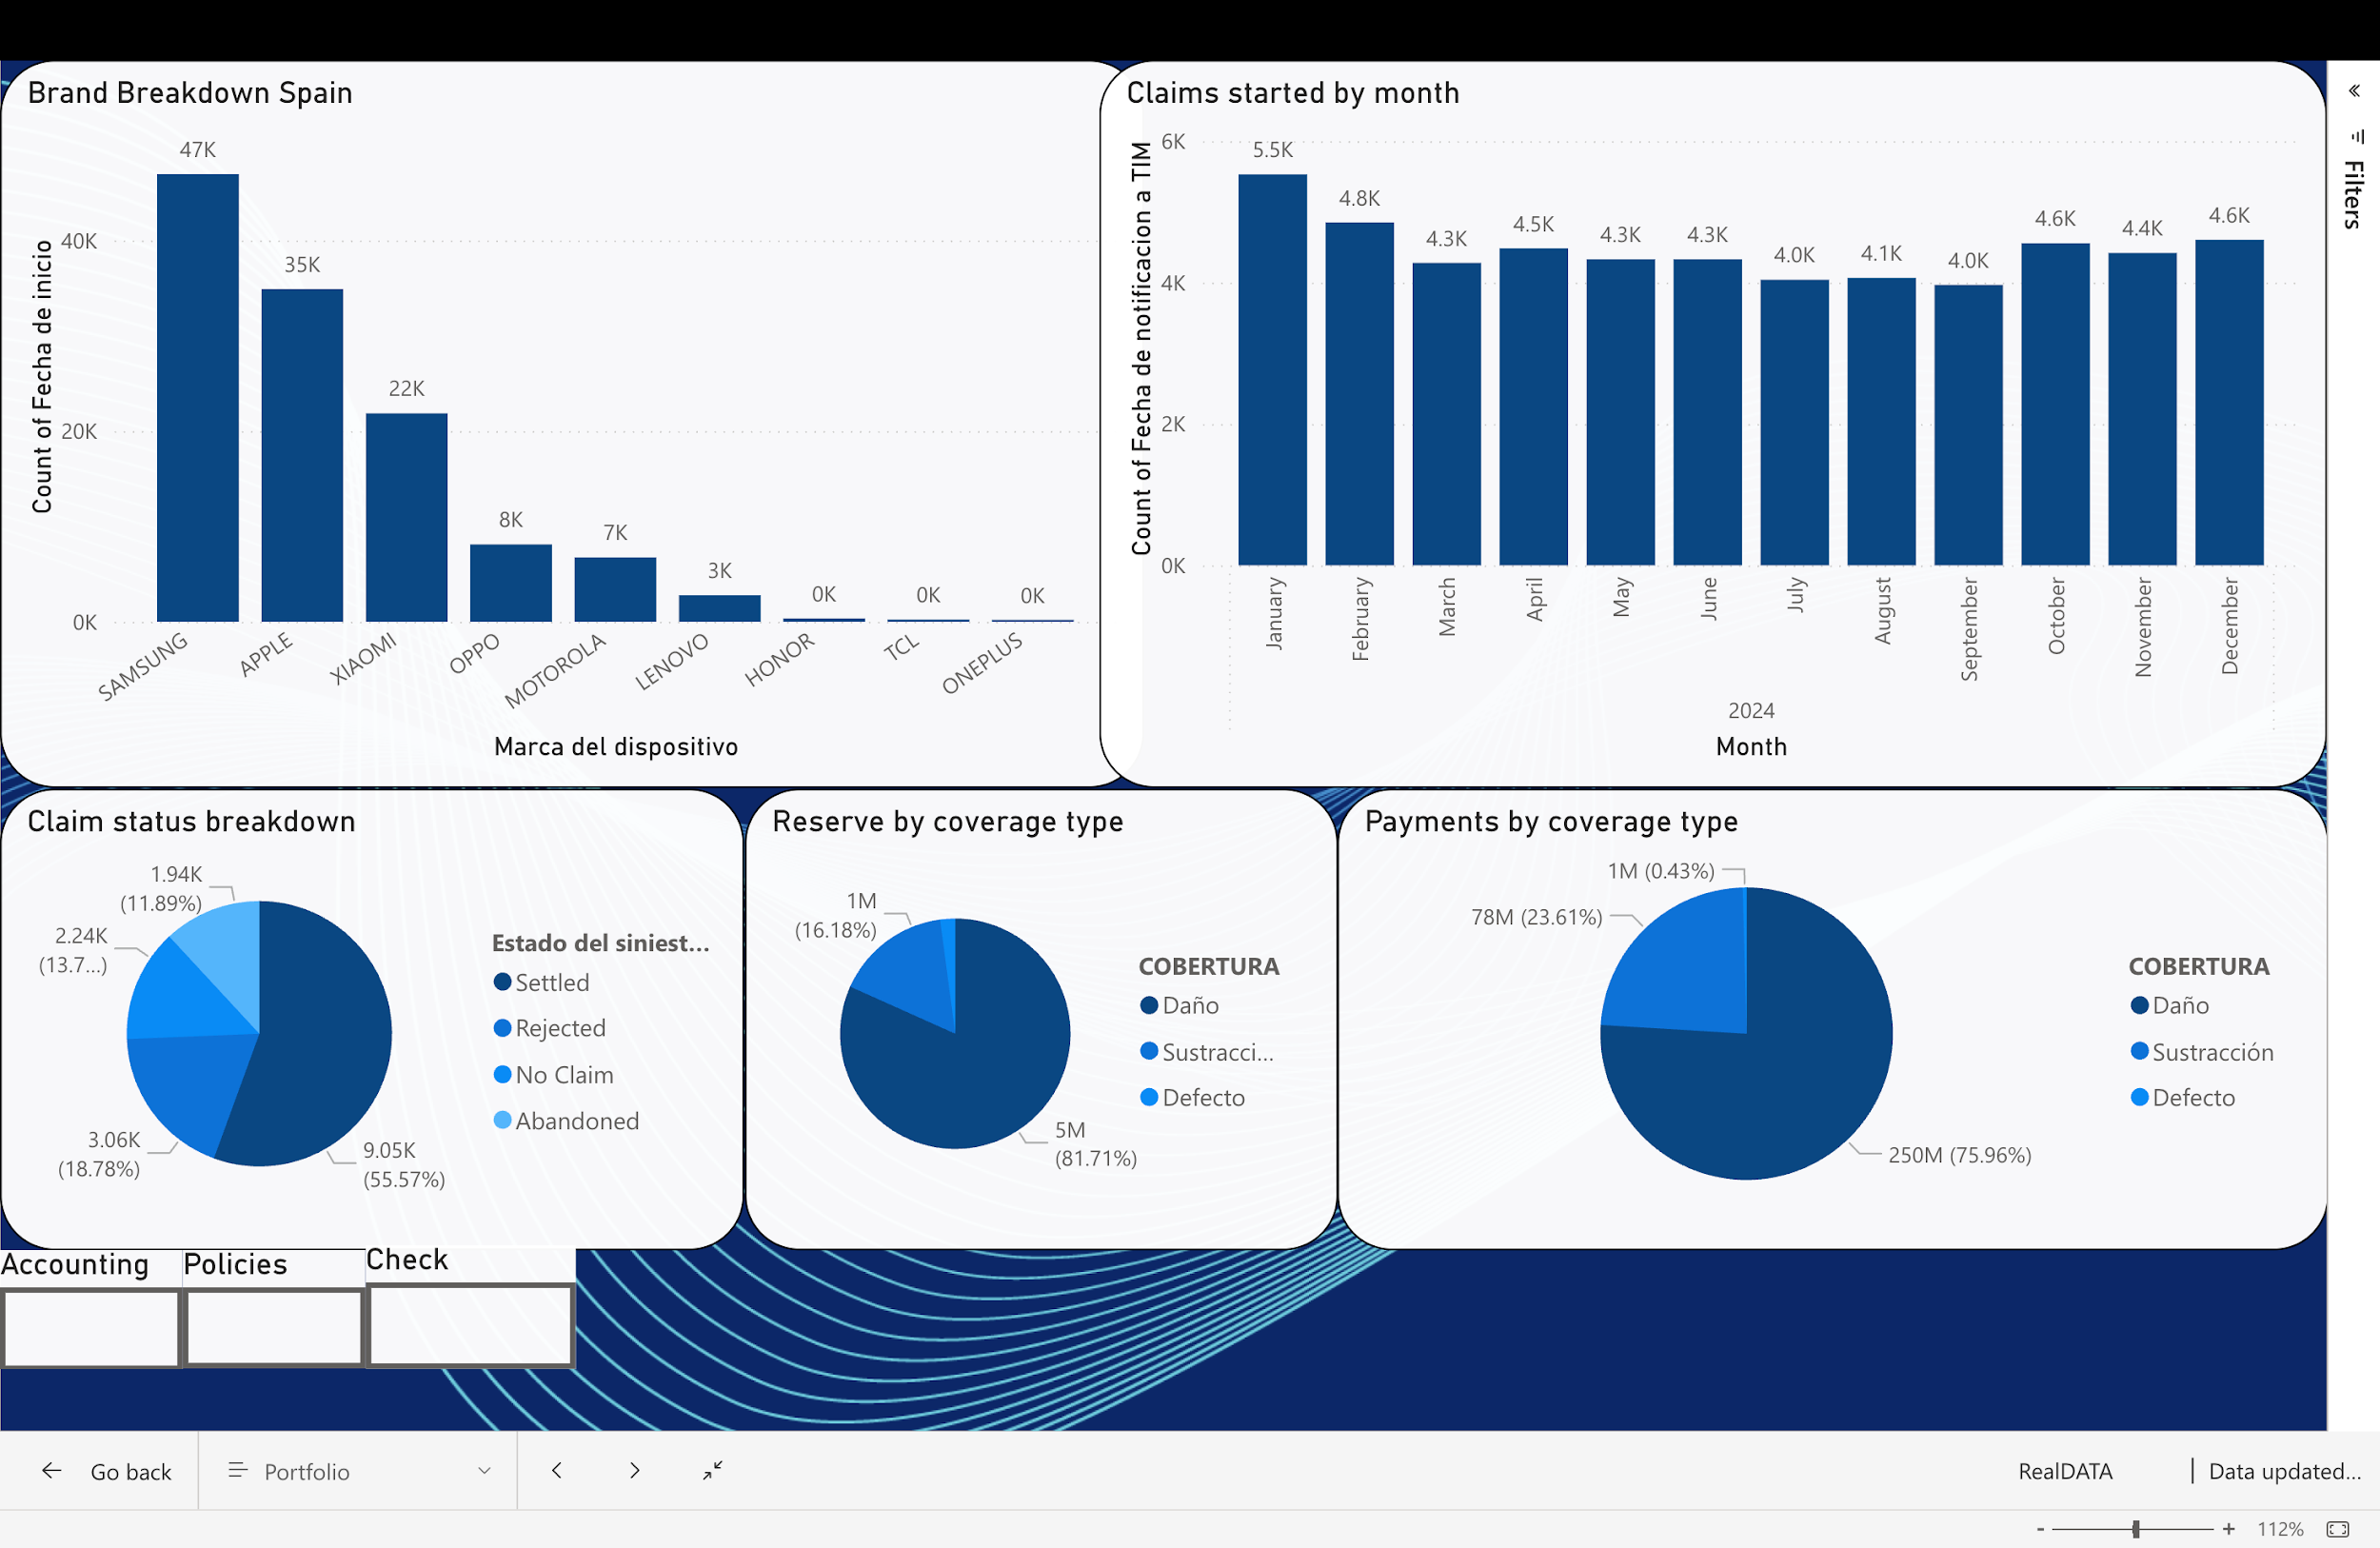 Brand Breakdown Spain
Count of Fecha de inicio
40K
20K
0K
47K
35K
22K
8K
7K
3K
0K
0K
0K
SAMSUNG
APPLE
XIAOMI
OPPO
MOTOROLA
LENOVO
HONOR
TCL
ONEPLUS
Marca del dispositivo
Claims started by month
Count of Fecha de notificacion a TIM
6K
4K
2K
0K
5.5K
4.8K
4.3K
4.5K
4.3K
4.3K
4.0K
4.1K
4.0K
4.6K
4.4K
4.6K
January
February
March
April
May
June
July
August
September
October
November
December
2024
Month
Filters
Claim status breakdown
1.94K
(11.89%)
2.24K
(13.7...)
3.06K
(18.78%)
9.05K
(55.57%)
Estado del siniest...
Settled
Rejected
No Claim
Abandoned
Reserve by coverage type
1M
(16.18%)
5M
(81.71%)
COBERTURA
Daño
Sustracci...
Defecto
Payments by coverage type
1M (0.43%)
78M (23.61%)
250M (75.96%)
COBERTURA
Daño
Sustracción
Defecto
Accounting
Policies
Check
Go back
Portfolio
RealDATA
| Data updated...
- + 112%